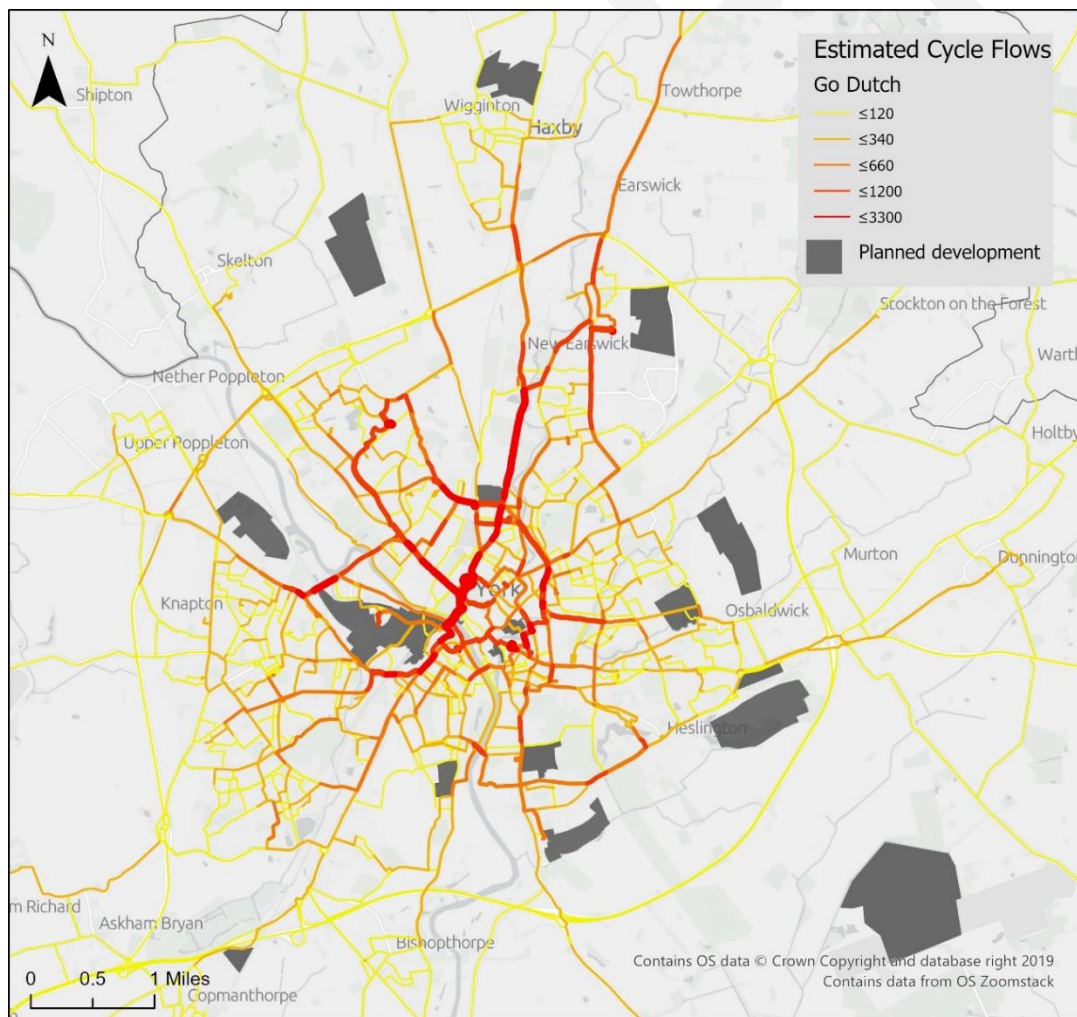 Estimated Cycle Flows
Go Dutch
≤120
≤340
≤660
≤1200
≤3300
Planned development
N
Shipton
Wigginton
Haxby
Towthorpe
Earswick
Skelton
Stockton on the Forest
New Earswick
Warth
Nether Poppleton
Holtby
Upper Poppleton
Murton
Dunnington
York
Knapton
Osbaldwick
Heslington
m Richard
Askham Bryan
Bishopthorpe
Copmanthorpe
0 0.5 1 Miles
Contains OS data © Crown Copyright and database right 2019
Contains data from OS Zoomstack